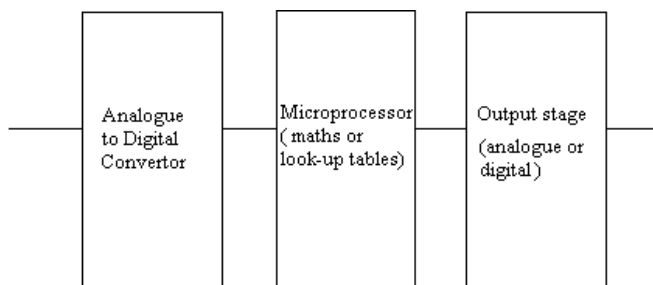 Analogue
to Digital
Convertor
Microprocessor
( maths or
look-up tables)
Output stage
(analogue or
digital )